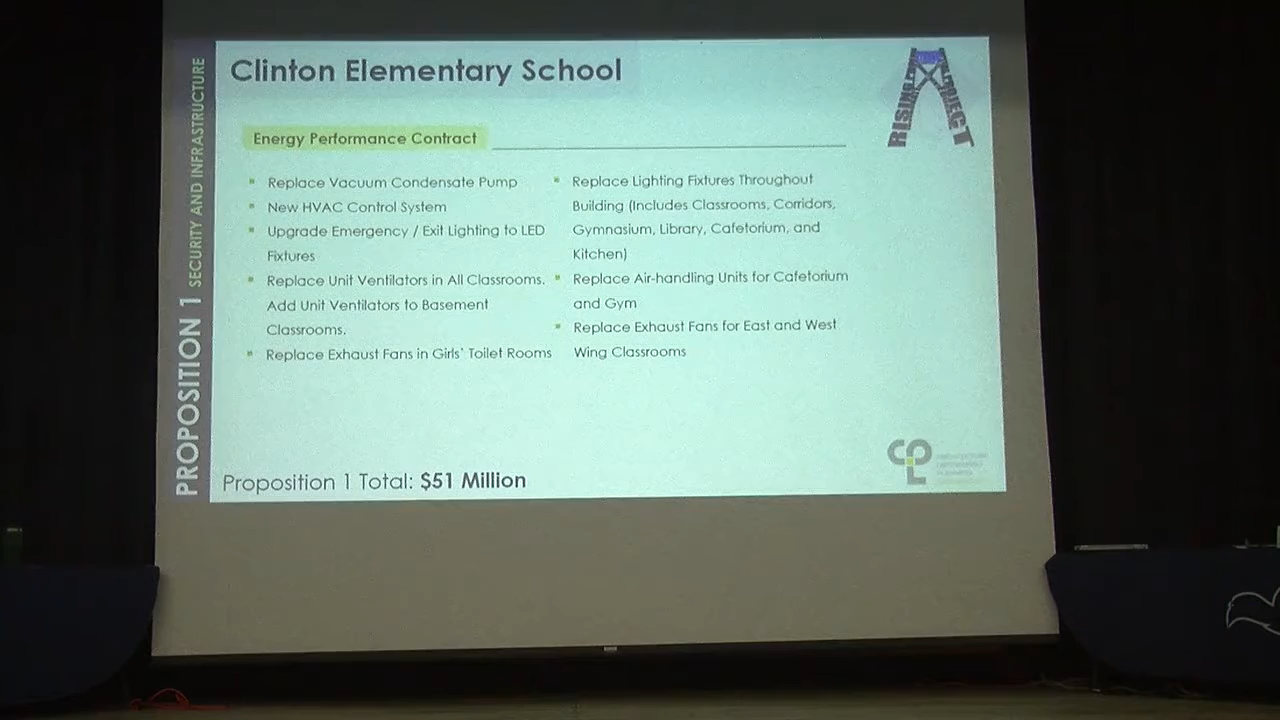 PROPOSITION 1 SECURITY AND INFRASTRUCTURE
Clinton Elementary School
RISING PROJECT
Energy Performance Contract
Replace Vacuum Condensate Pump
New HVAC Control System
Upgrade Emergency / Exit Lighting to LED
Fixtures
Replace Unit Ventilators in All Classrooms.
Add Unit Ventilators to Basement
Classrooms.
Replace Exhaust Fans in Girls' Toilet Rooms
Replace Lighting Fixtures Throughout
Building (Includes Classrooms, Corridors,
Gymnasium, Library, Cafetorium, and
Kitchen)
Replace Air-handling Units for Cafetorium
and Gym
Replace Exhaust Fans for East and West
Wing Classrooms
Proposition 1 Total: $51 Million
CPL